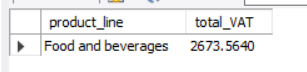 product_line total_VAT
Food and beverages 2673.5640